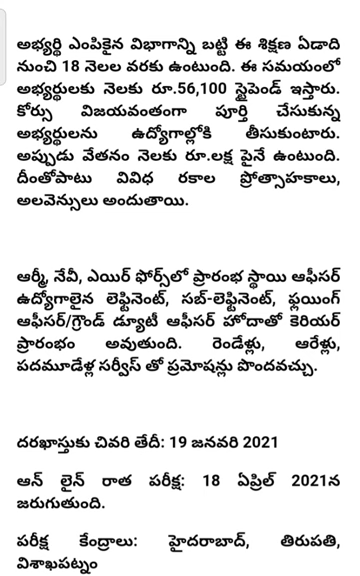 అభ్యర్థి ఎంపికైన విభాగాన్ని బట్టి ఈ శిక్షణ ఏడాది
నుంచి 18 నెలల వరకు ఉంటుంది. ఈ సమయంలో
అభ్యర్థులకు నెలకు రూ.56,100 స్టైపెండ్ ఇస్తారు.
కోర్సు విజయవంతంగా పూర్తి చేసుకున్న
అభ్యర్థులను ఉద్యోగాల్లోకి తీసుకుంటారు.
అప్పుడు వేతనం నెలకు రూ.లక్ష పైనే ఉంటుంది.
దీంతోపాటు వివిధ రకాల ప్రోత్సాహకాలు,
అలవెన్సులు అందుతాయి.
ఆర్మీ, నేవీ, ఎయిర్ ఫోర్స్‌లో ప్రారంభ స్థాయి ఆఫీసర్
ఉద్యోగాలైన లెఫ్టినెంట్, సబ్-లెఫ్టినెంట్, ఫ్లయింగ్
ఆఫీసర్/గ్రౌండ్ డ్యూటీ ఆఫీసర్ హోదాతో కెరియర్
ప్రారంభం అవుతుంది. రెండేళ్లు, ఆరేళ్లు,
పదమూడేళ్ల సర్వీస్ తో ప్రమోషన్లు పొందవచ్చు.
దరఖాస్తుకు చివరి తేదీ: 19 జనవరి 2021
ఆన్ లైన్ రాత పరీక్ష: 18 ఏప్రిల్ 2021న
జరుగుతుంది.
పరీక్ష కేంద్రాలు: హైదరాబాద్, తిరుపతి,
విశాఖపట్నం